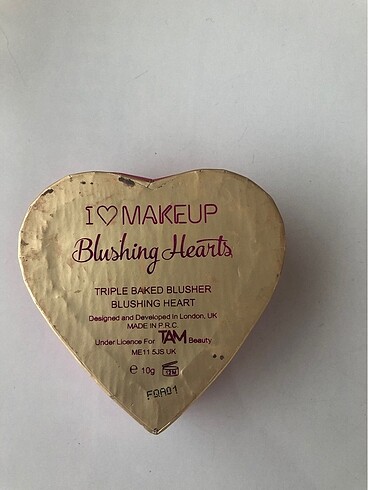 I ♡ MAKEUP
Blushing Hearts
TRIPLE BAKED BLUSHER
BLUSHING HEART
Designed and Developed in London, UK
MADE IN P.R.C.
Under Licence For TAM Beauty
ME11 5JS UK
℮ 10g 12M